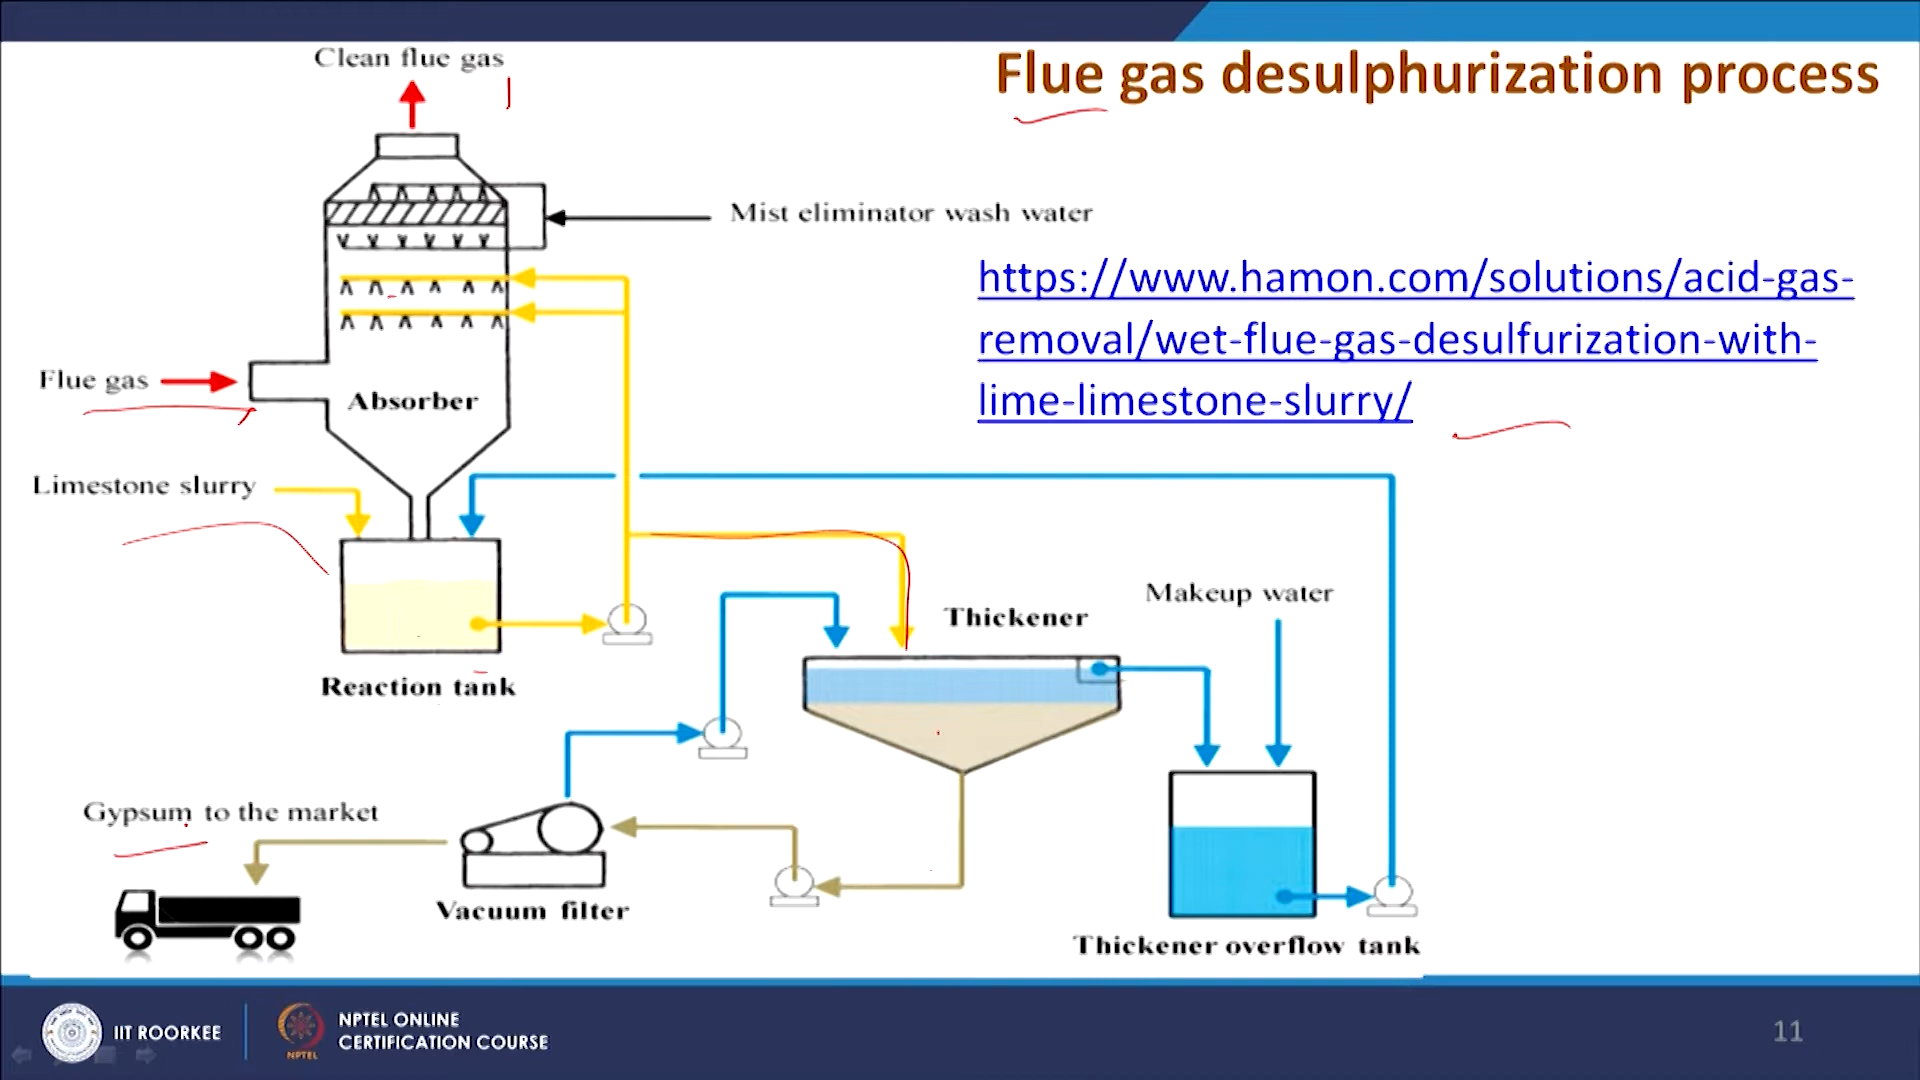 Clean flue gas
Flue gas desulphurization process
Mist eliminator wash water
https://www.hamon.com/solutions/acid-gas-
removal/wet-flue-gas-desulfurization-with-
lime-limestone-slurry/
Flue gas
Absorber
Limestone slurry
Makeup water
Thickener
Reaction tank
Gypsum to the market
Vacuum filter
Thickener overflow tank
IIT ROORKEE
NPTEL
NPTEL ONLINE
CERTIFICATION COURSE
11